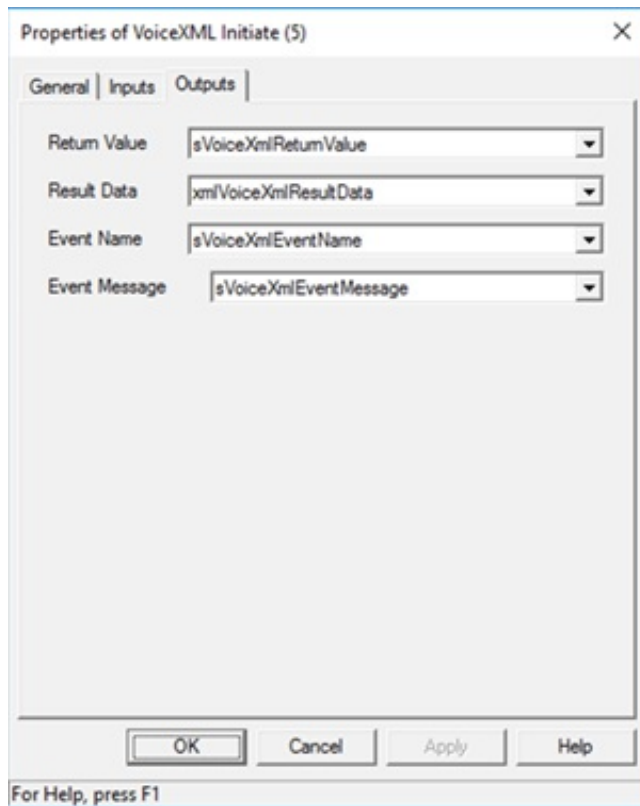 Properties of VoiceXML Initiate (5)
General Inputs Outputs
Return Value sVoiceXmlReturnValue
Result Data xmlVoiceXmlResultData
Event Name sVoiceXmlEventName
Event Message sVoiceXmlEventMessage
OK Cancel Apply Help
For Help, press F1